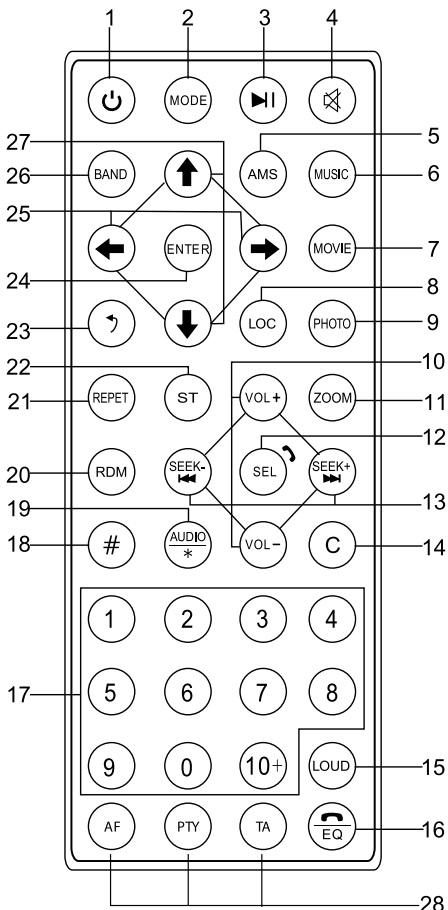 1 2 3 4
MODE
27 5
26 BAND AMS MUSIC 6
25
ENTER MOVIE 7
24 8
23 LOC PHOTO 9
22 10
21 REPET ST VOL+ ZOOM 11
12
20 RDM SEEK- SEL SEEK+
19 13
18 # AUDIO VOL- C 14
*
1 2 3 4
17 5 6 7 8
9 0 10+ LOUD 15
AF PTY TA EQ 16
28